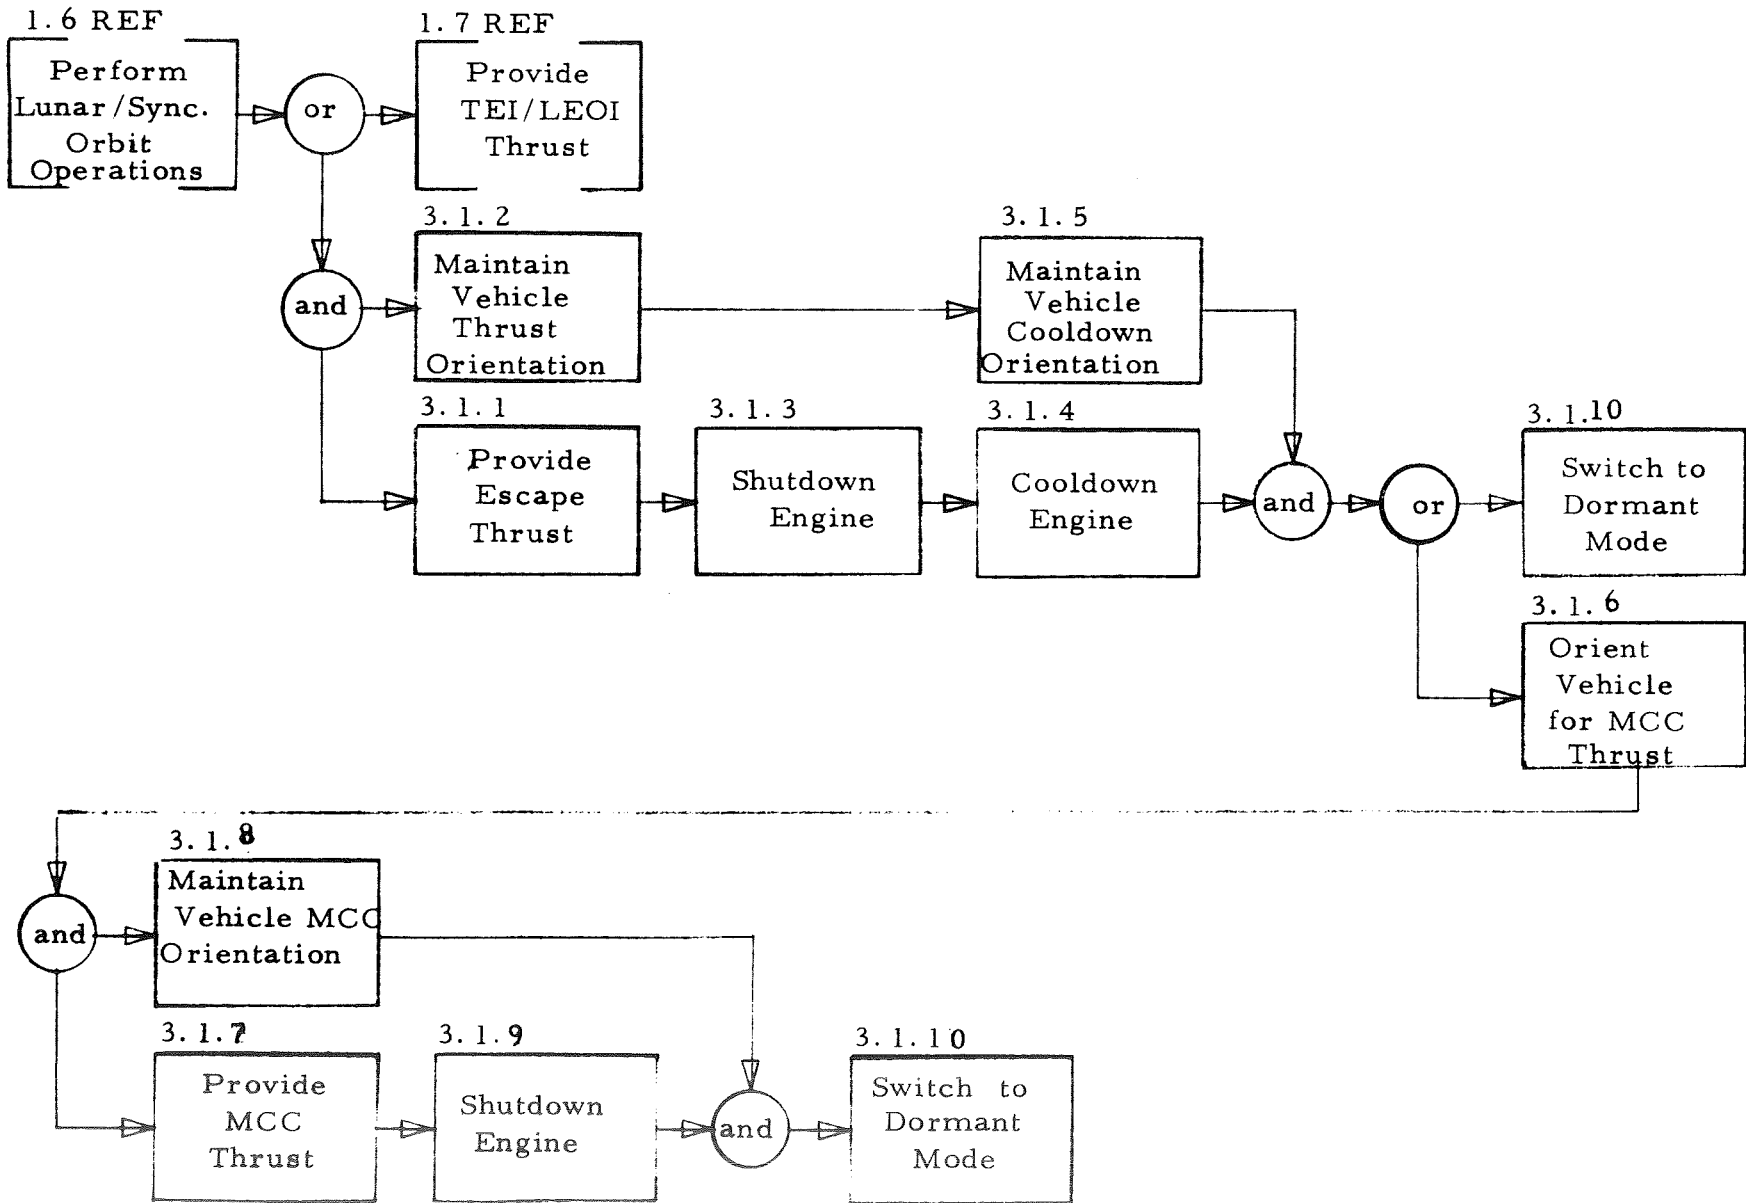 1.6 REF
Perform
Lunar/Sync.
Orbit
Operations
or
1.7 REF
Provide
TEI/LEOI
Thrust
and
3.1.2
Maintain
Vehicle
Thrust
Orientation
3.1.5
Maintain
Vehicle
Cooldown
Orientation
3.1.1
Provide
Escape
Thrust
3.1.3
Shutdown
Engine
3.1.4
Cooldown
Engine
and
or
3.1.10
Switch to
Dormant
Mode
3.1.6
Orient
Vehicle
for MCC
Thrust
and
3.1.8
Maintain
Vehicle MCC
Orientation
3.1.7
Provide
MCC
Thrust
3.1.9
Shutdown
Engine
and
3.1.10
Switch to
Dormant
Mode